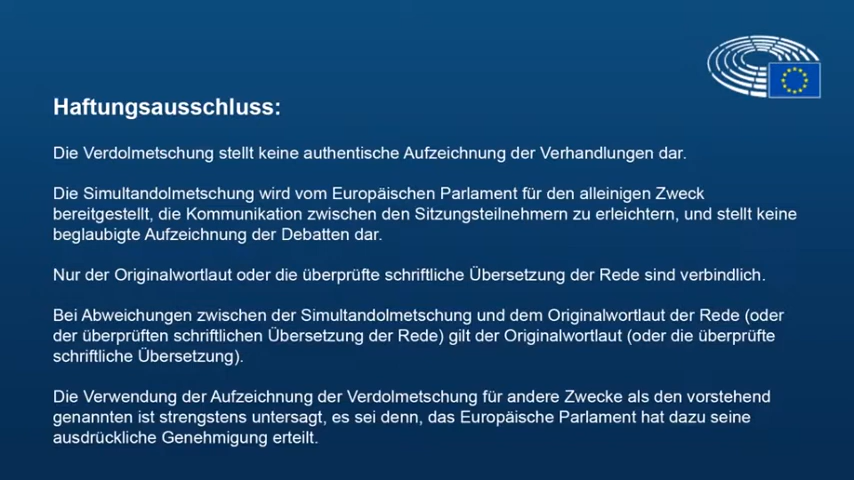 Haftungsausschluss:
Die Verdolmetschung stellt keine authentische Aufzeichnung der Verhandlungen dar.
Die Simultandolmetschung wird vom Europäischen Parlament für den alleinigen Zweck
bereitgestellt, die Kommunikation zwischen den Sitzungsteilnehmern zu erleichtern, und stellt keine
beglaubigte Aufzeichnung der Debatten dar.
Nur der Originalwortlaut oder die überprüfte schriftliche Übersetzung der Rede sind verbindlich.
Bei Abweichungen zwischen der Simultandolmetschung und dem Originalwortlaut der Rede (oder
der überprüften schriftlichen Übersetzung der Rede) gilt der Originalwortlaut (oder die überprüfte
schriftliche Übersetzung).
Die Verwendung der Aufzeichnung der Verdolmetschung für andere Zwecke als den vorstehend
genannten ist strengstens untersagt, es sei denn, das Europäische Parlament hat dazu seine
ausdrückliche Genehmigung erteilt.